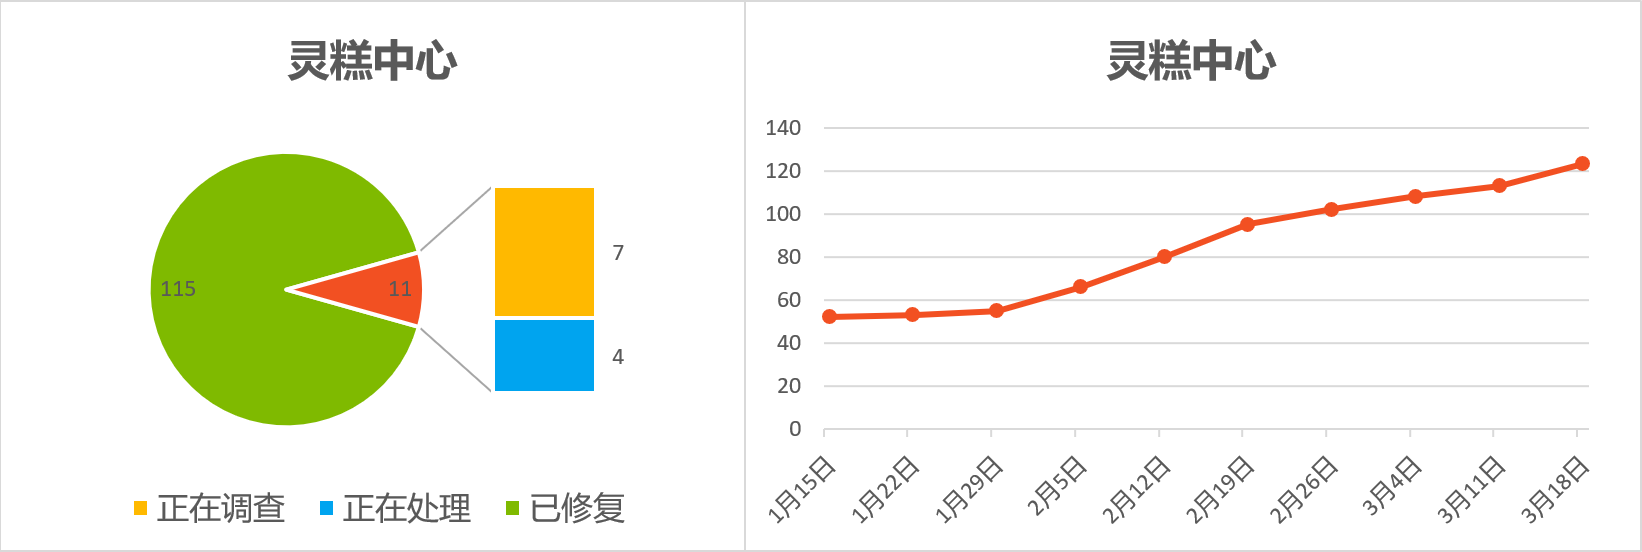 灵糕中心
115
11
7
4
正在调查
正在处理
已修复
灵糕中心
140
120
100
80
60
40
20
0
1月15日
1月22日
1月29日
2月5日
2月12日
2月19日
2月26日
3月4日
3月11日
3月18日